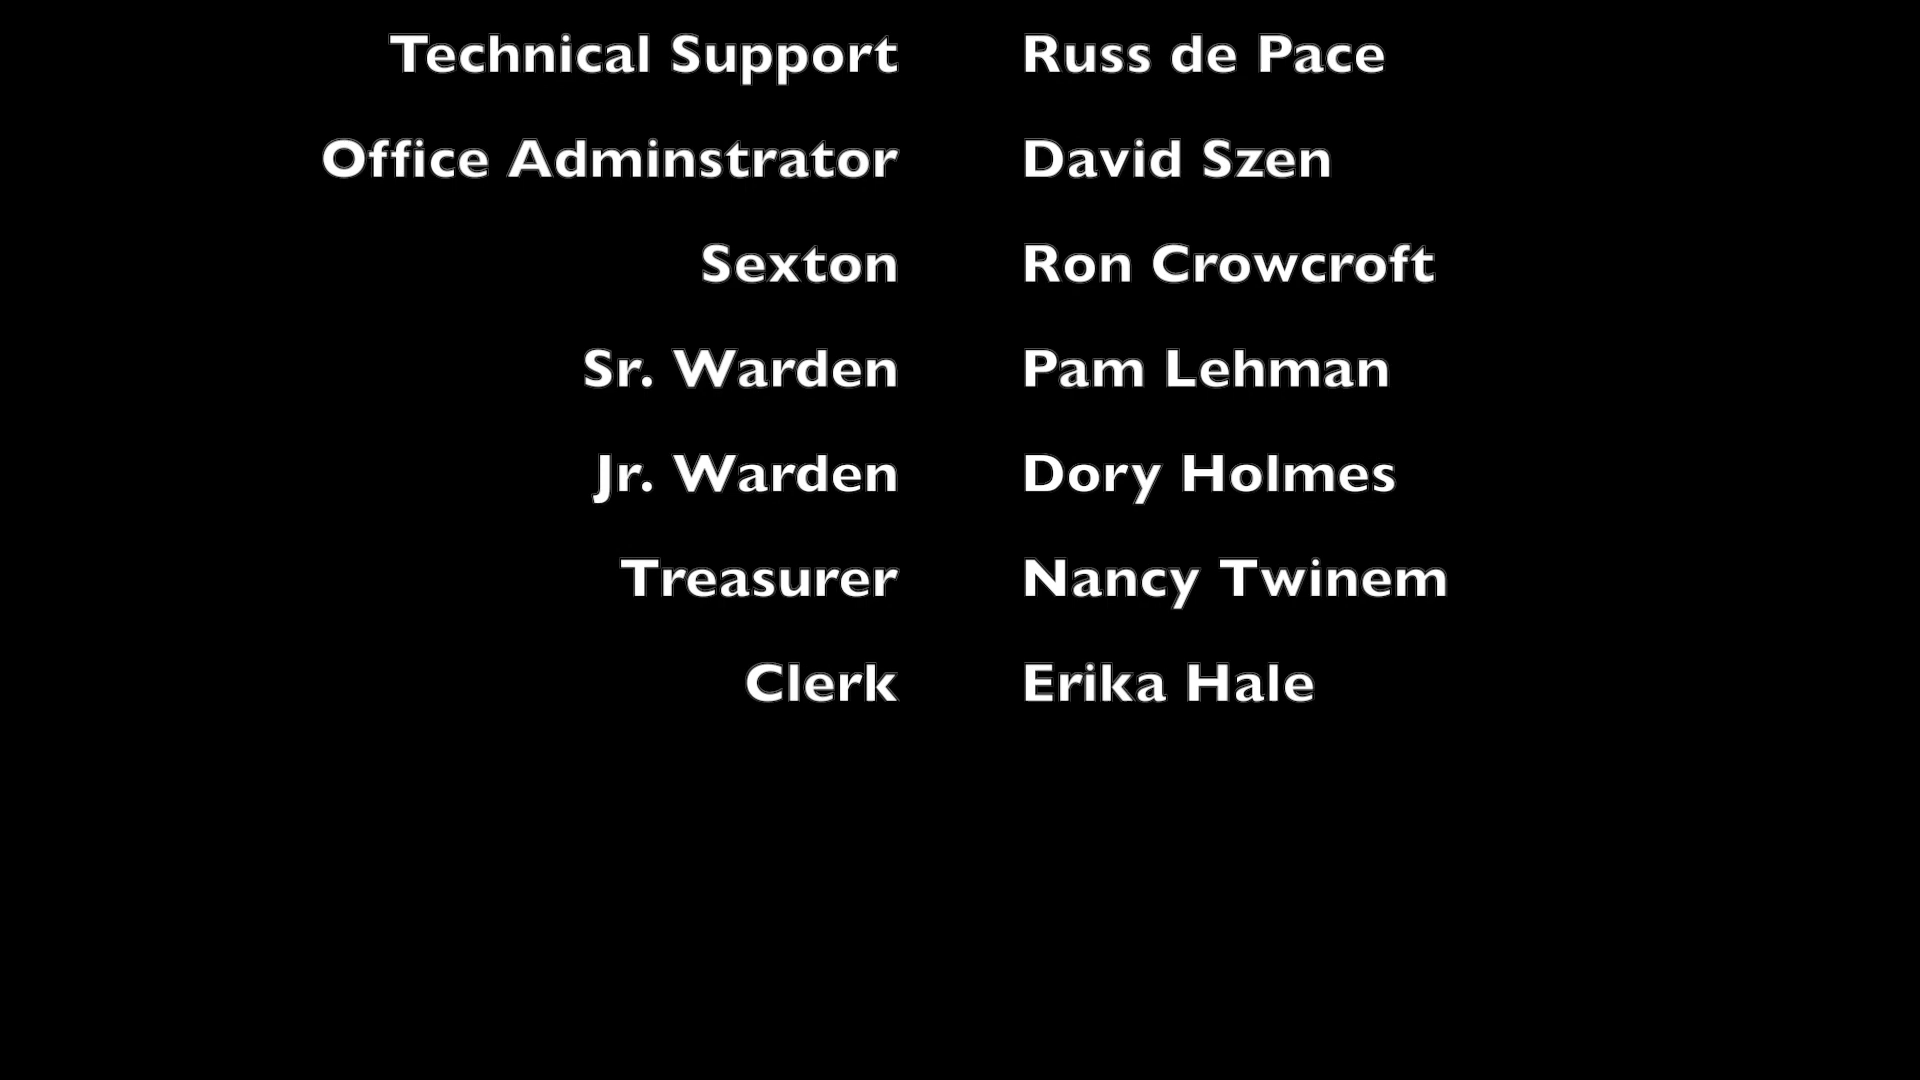 Technical Support Russ de Pace
Office Adminstrator David Szen
Sexton Ron Crowcroft
Sr. Warden Pam Lehman
Jr. Warden Dory Holmes
Treasurer Nancy Twinem
Clerk Erika Hale